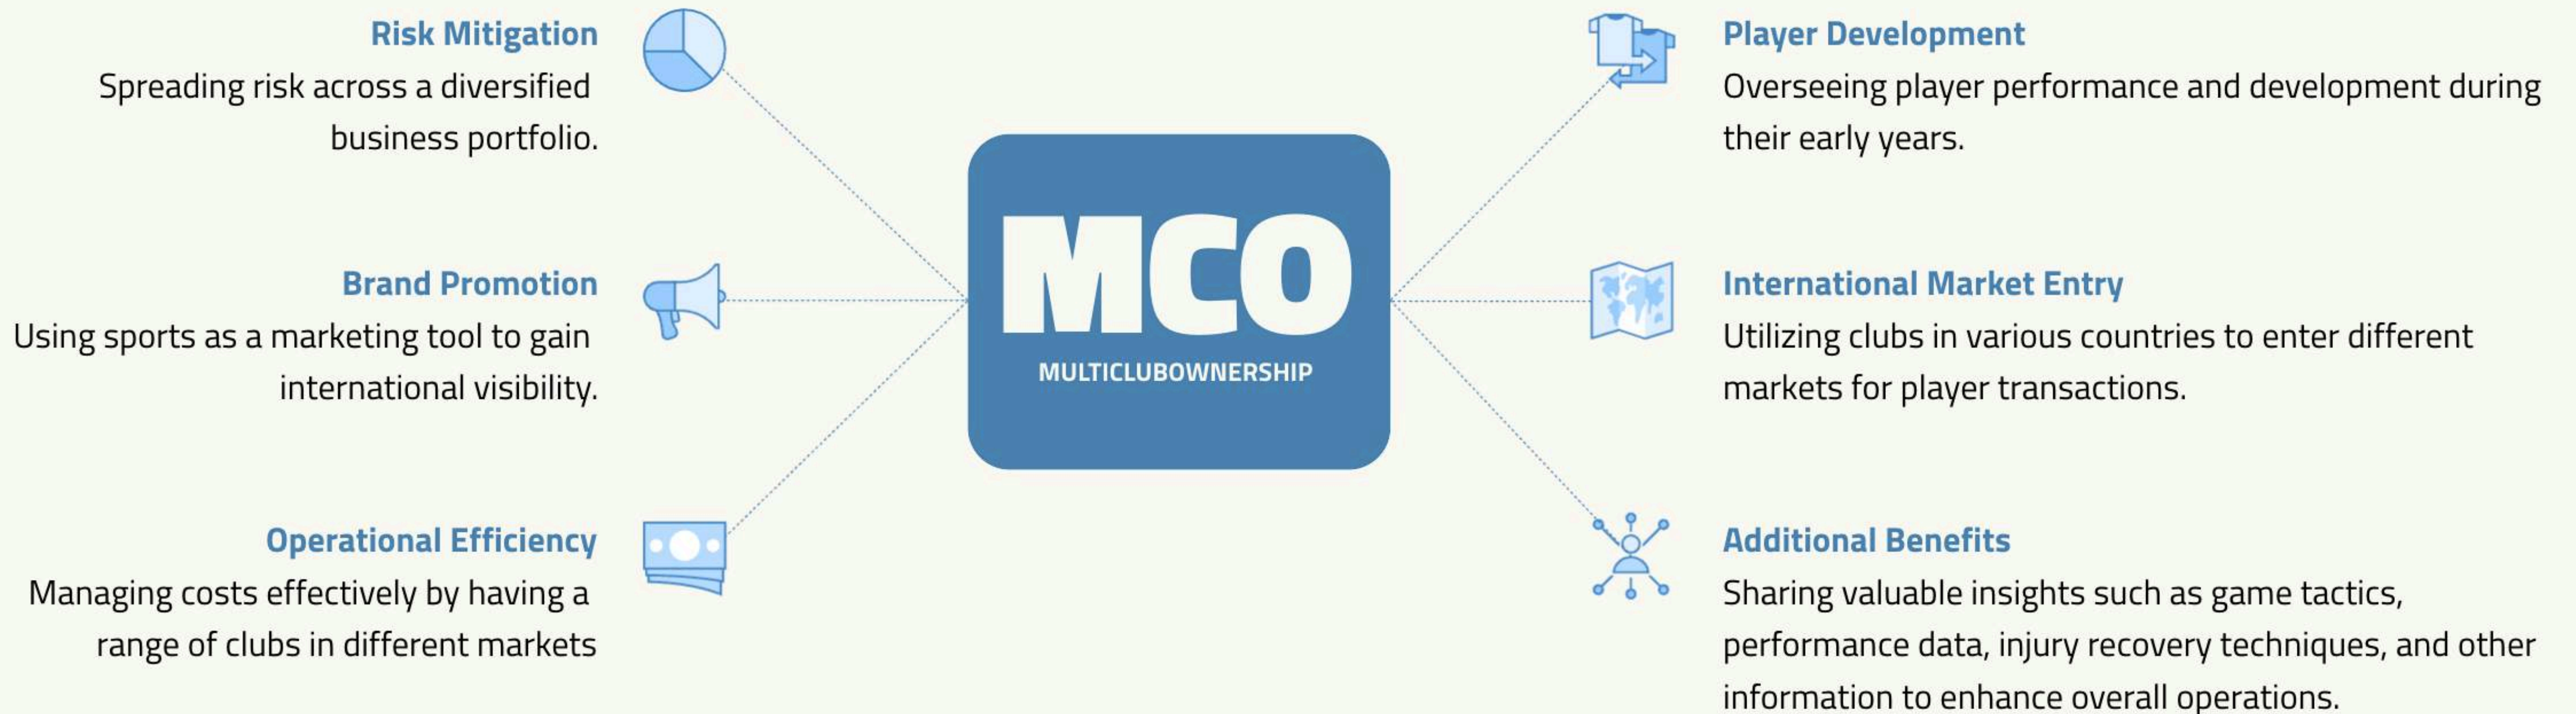 Risk Mitigation
Spreading risk across a diversified
business portfolio.
Brand Promotion
Using sports as a marketing tool to gain
international visibility.
Operational Efficiency
Managing costs effectively by having a
range of clubs in different markets
MCO
MULTICLUBOWNERSHIP
Player Development
Overseeing player performance and development during
their early years.
International Market Entry
Utilizing clubs in various countries to enter different
markets for player transactions.
Additional Benefits
Sharing valuable insights such as game tactics,
performance data, injury recovery techniques, and other
information to enhance overall operations.